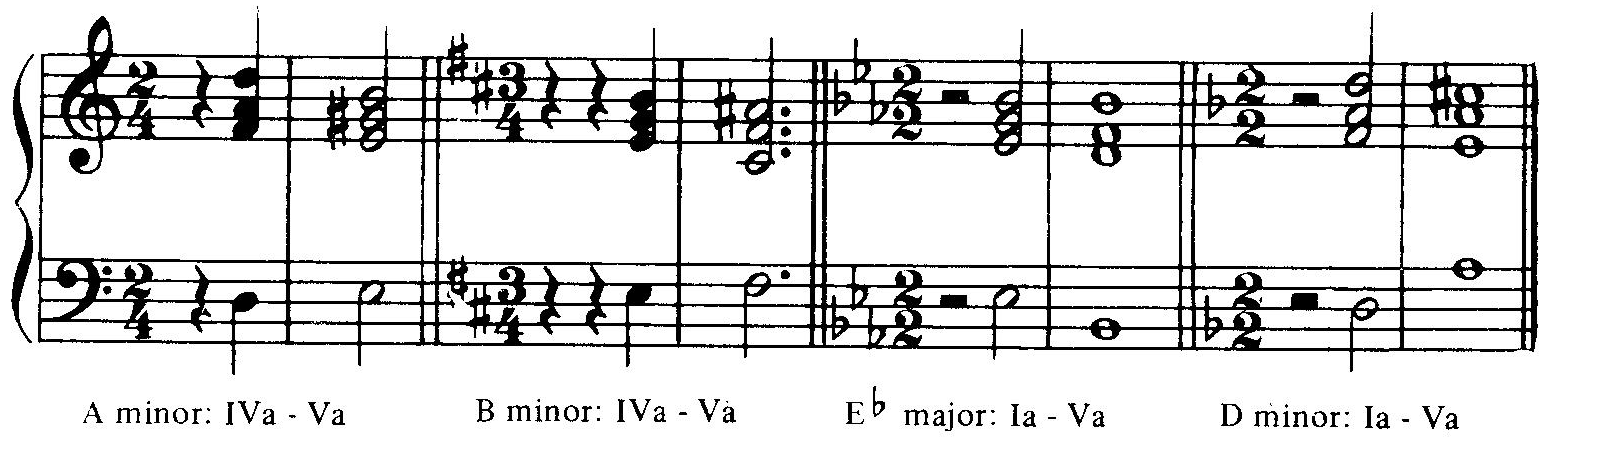 A minor: IVa - Va B minor: IVa - Va E♭ major: Ia - Va D minor: Ia - Va